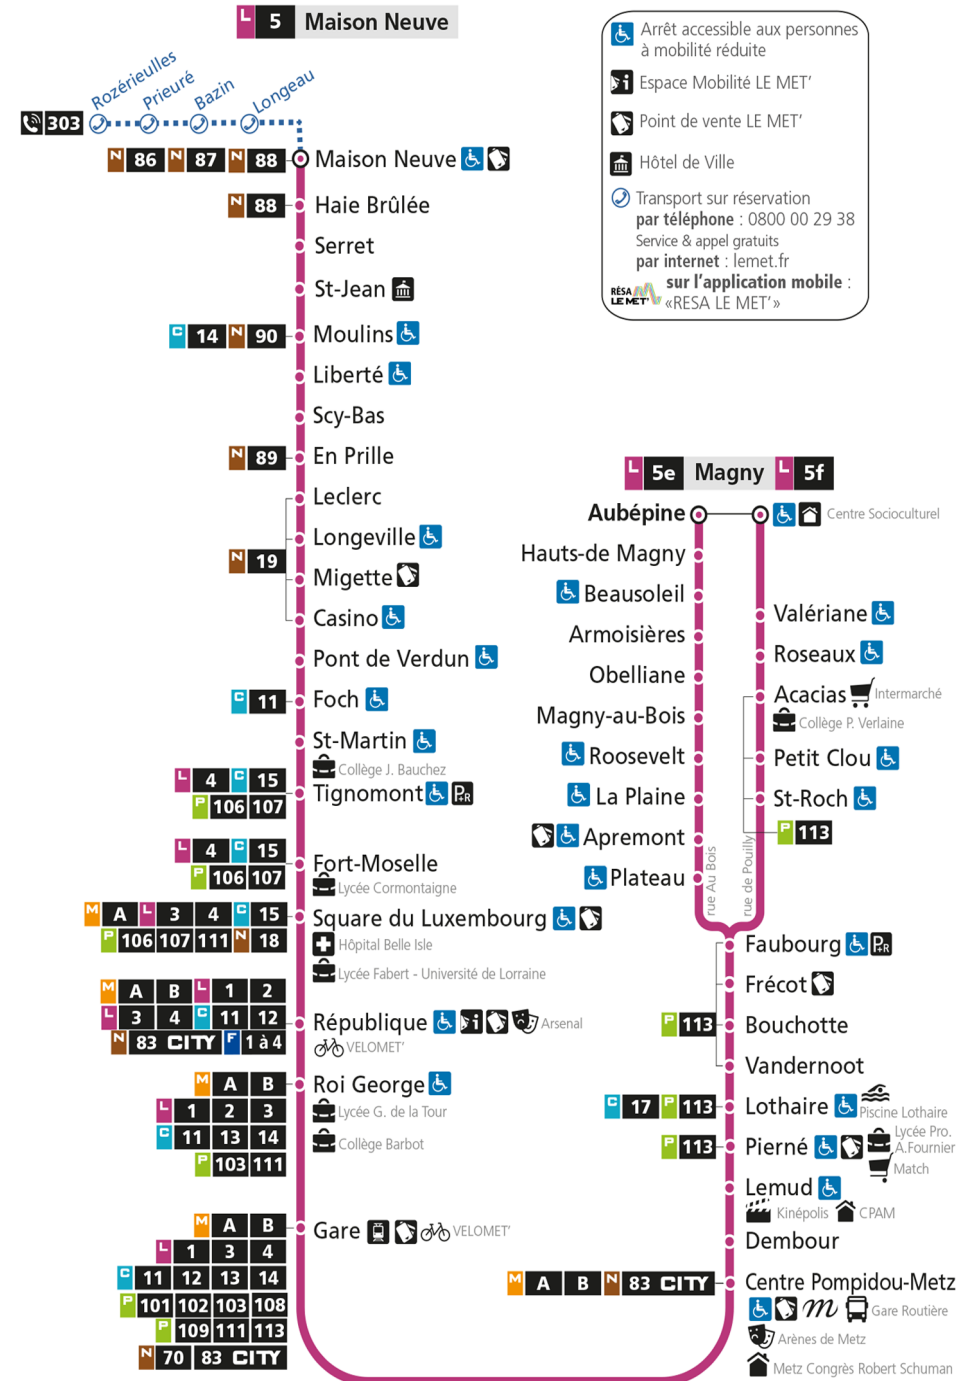 L 5 Maison Neuve
Arrêt accessible aux personnes
à mobilité réduite
Espace Mobilité LE MET'
Point de vente LE MET'
Hôtel de Ville
Transport sur réservation
par téléphone : 0800 00 29 38
Service & appel gratuits
par internet : lemet.fr
RÉSA LE MET' sur l'application mobile :
«RESA LE MET'»
Rozérieulles
Prieuré
Bazin
Longeau
303
N 86 N 87 N 88 Maison Neuve
N 88 Haie Brûlée
Serret
St-Jean
C 14 N 90 Moulins
Liberté
Scy-Bas
N 89 En Prille
Leclerc
Longeville
N 19
Migette
Casino
Pont de Verdun
C 11 Foch
St-Martin
Collège J. Bauchez
L 4 C 15
P 106 107
Tignomont P+R
L 4 C 15
P 106 107
Fort-Moselle
Lycée Cormontaigne
M A L 3 4 C 15
P 106 107 111 N 18
Square du Luxembourg
Hôpital Belle Isle
Lycée Fabert - Université de Lorraine
M A B L 1 2
L 3 4 C 11 12
N 83 CITY F 1 à 4
République i Arsenal
VELOMET'
M A B
L 1 2 3
C 11 13 14
P 103 111
Roi George
Lycée G. de la Tour
Collège Barbot
M A B
L 1 3 4
C 11 12 13 14
P 101 102 103 108
P 109 111 113
N 70 83 CITY
Gare VELOMET'
L 5e Magny L 5f
Aubépine Centre Socioculturel
Hauts-de Magny
Beausoleil
Armoisières
Obelliane
Magny-au-Bois
Roosevelt
La Plaine
Apremont
Plateau
rue Au Bois
Valériane
Roseaux
Acacias Intermarché
Collège P. Verlaine
Petit Clou
St-Roch
P 113
rue de Pouilly
Faubourg P+R
Frécot
P 113 Bouchotte
Vandernoot
C 17 P 113 Lothaire
Piscine Lothaire
P 113 Pierné
Lycée Pro.
A.Fournier
Match
Lemud
Kinépolis CPAM
Dembour
M A B N 83 CITY Centre Pompidou-Metz
m Gare Routière
Arènes de Metz
Metz Congrès Robert Schuman